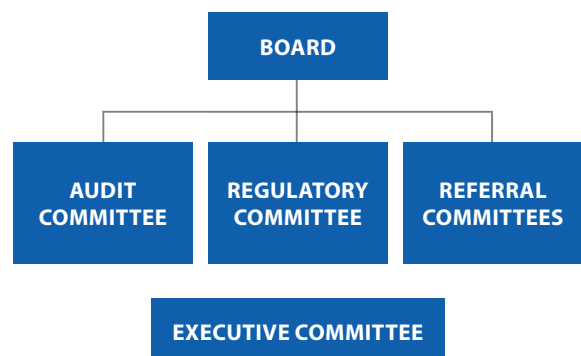 BOARD
AUDIT
COMMITTEE
REGULATORY
COMMITTEE
REFERRAL
COMMITTEES
EXECUTIVE COMMITTEE